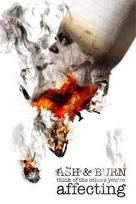 ASH & BURN
think of the others you're
affecting